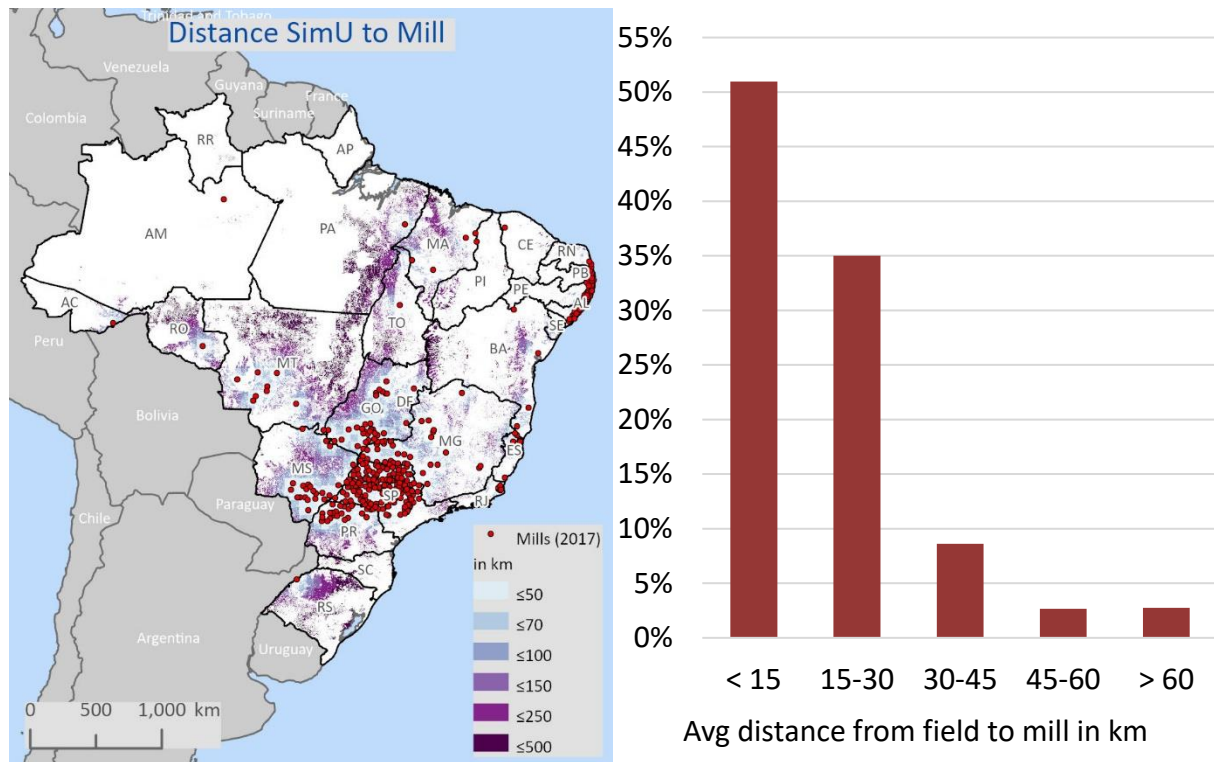 Trinidad and Tobago
Distance SimU to Mill
Venezuela
Guyana
France
Suriname
Colombia
RR
AP
AM
PA
MA
CE
RN
PB
PI
PE
AL
SE
AC
RO
TO
BA
MT
Peru
Bolivia
GO
DF
MG
ES
MS
SP
RJ
Paraguay
Chile
PR
SC
RS
Argentina
Uruguay
Mills (2017)
in km
≤50
≤70
≤100
≤150
≤250
≤500
0 500 1,000 km
55%
50%
45%
40%
35%
30%
25%
20%
15%
10%
5%
0%
< 15 15-30 30-45 45-60 > 60
Avg distance from field to mill in km